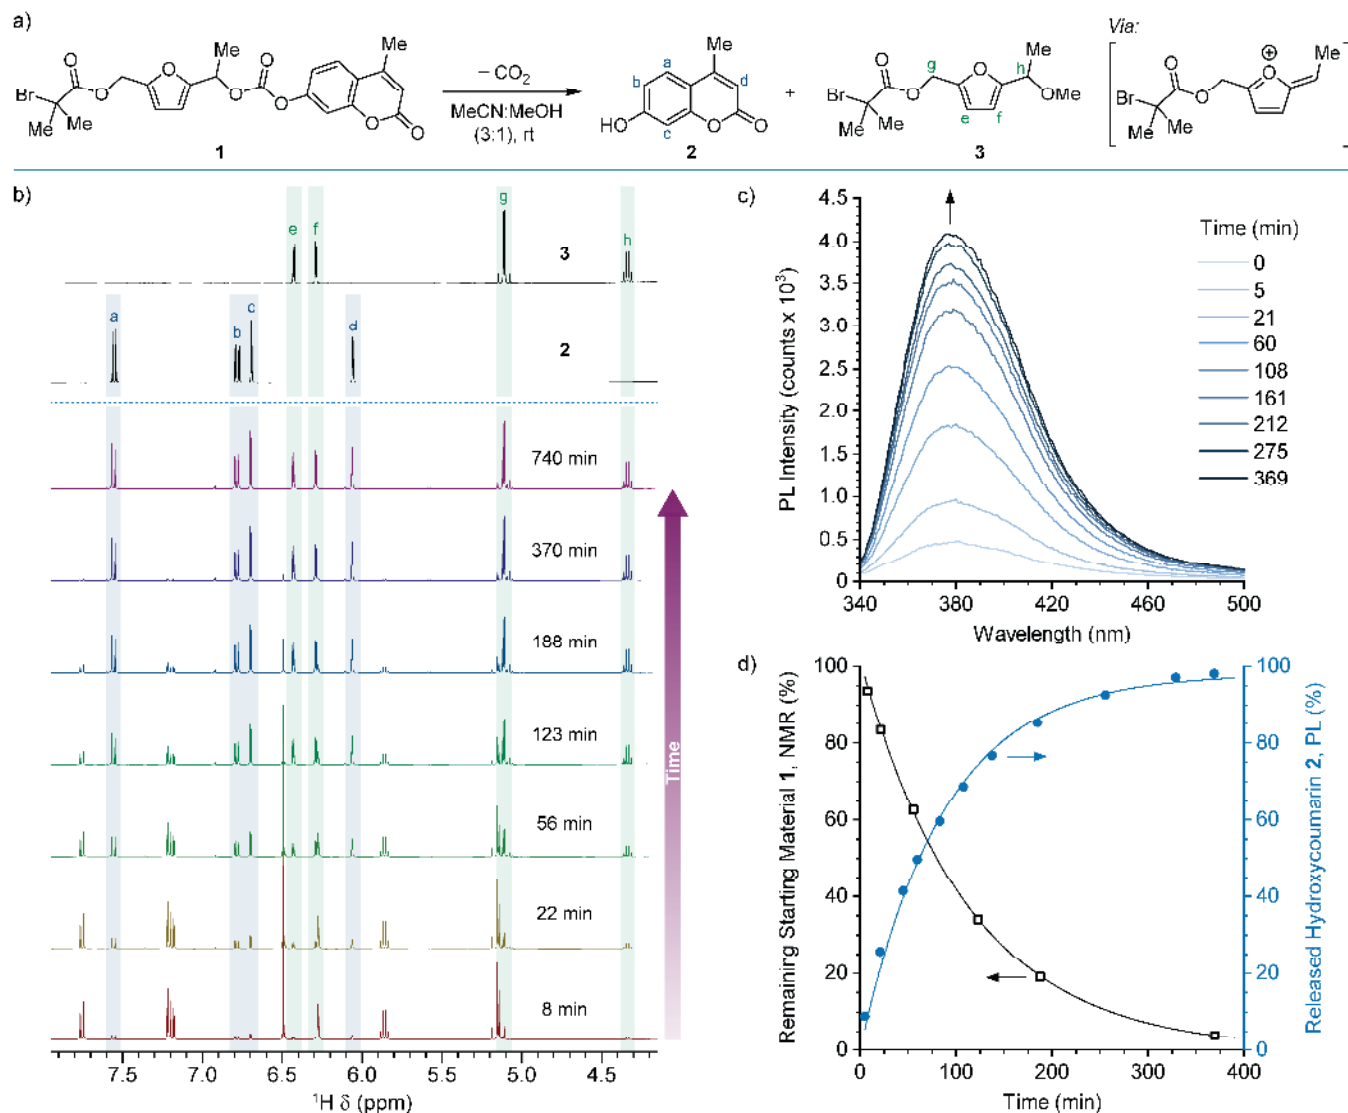 a)
Me
Me
Via:
Br
O
O
O
O
O
O
O
O
O
Me
Me
1
– CO2
MeCN:MeOH
(3:1), rt
Me
a
b
c
d
HO
O
O
2
+
Br
O
O
O
Me
h
OMe
g
e
f
Me
Me
3
Br
O
O
O
⊕
Me
Me
Me
b)
e
f
g
h
3
a
b
c
d
2
740 min
370 min
188 min
123 min
56 min
22 min
8 min
Time
7.5 7.0 6.5 6.0 5.5 5.0 4.5
1H δ (ppm)
c)
PL Intensity (counts x 10³)
4.5
4.0
3.5
3.0
2.5
2.0
1.5
1.0
0.5
0
340 380 420 460 500
Wavelength (nm)
Time (min)
0
5
21
60
108
161
212
275
369
d)
Remaining Starting Material 1, NMR (%)
100
80
60
40
20
0
0 100 200 300 400
Time (min)
100
80
60
40
20
0
Released Hydroxycoumarin 2, PL (%)